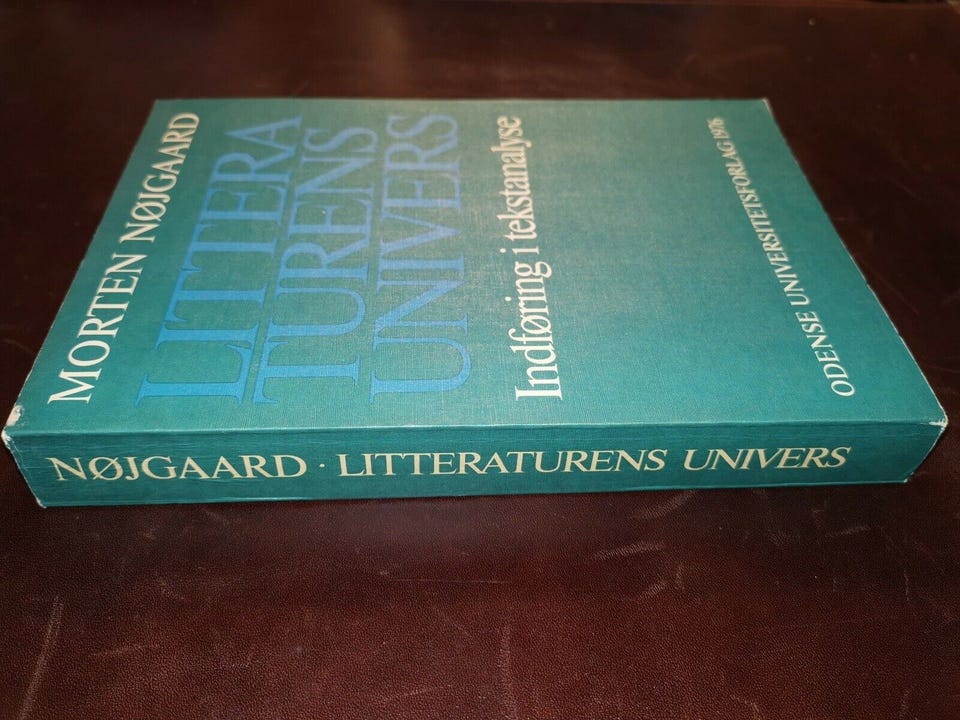 MORTEN NØJGAARD
LITTERA
TURENS
UNIVERS
Indføring i tekstanalyse
ODENSE UNIVERSITETSFORLAG 1976
NØJGAARD · LITTERATURENS UNIVERS